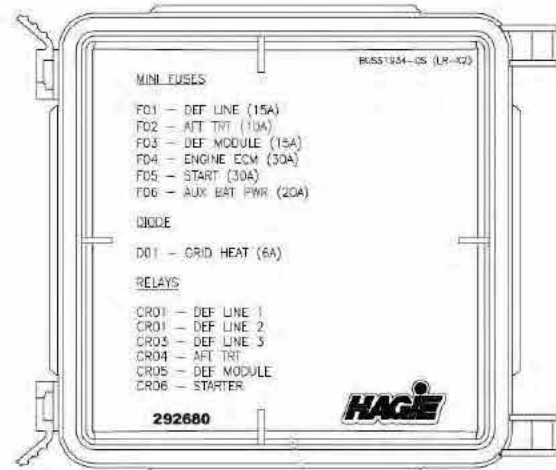 BUSS1934-CS (LR-X2)
MINI FUSES
F01 – DEF LINE (15A)
F02 – AFT TRT (10A)
F03 – DEF MODULE (15A)
F04 – ENGINE ECM (30A)
F05 – START (30A)
F06 – AUX BAT PWR (20A)
DIODE
D01 – GRID HEAT (6A)
RELAYS
CR01 – DEF LINE 1
CR01 – DEF LINE 2
CR03 – DEF LINE 3
CR04 – AFT TRT
CR05 – DEF MODULE
CR06 – STARTER
292680
HAGIE